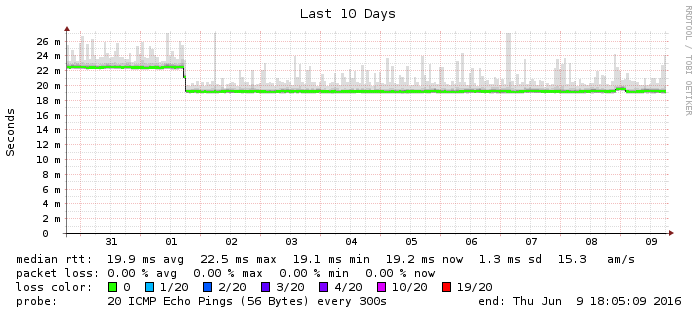 Last 10 Days
RRDTOOL / TOBI OETIKER
Seconds
26 m
24 m
22 m
20 m
18 m
16 m
14 m
12 m
10 m
8 m
6 m
4 m
2 m
0
31 01 02 03 04 05 06 07 08 09
median rtt: 19.9 ms avg 22.5 ms max 19.1 ms min 19.2 ms now 1.3 ms sd 15.3 am/s
packet loss: 0.00 % avg 0.00 % max 0.00 % min 0.00 % now
loss color: 0 1/20 2/20 3/20 4/20 10/20 19/20
probe: 20 ICMP Echo Pings (56 Bytes) every 300s end: Thu Jun 9 18:05:09 2016